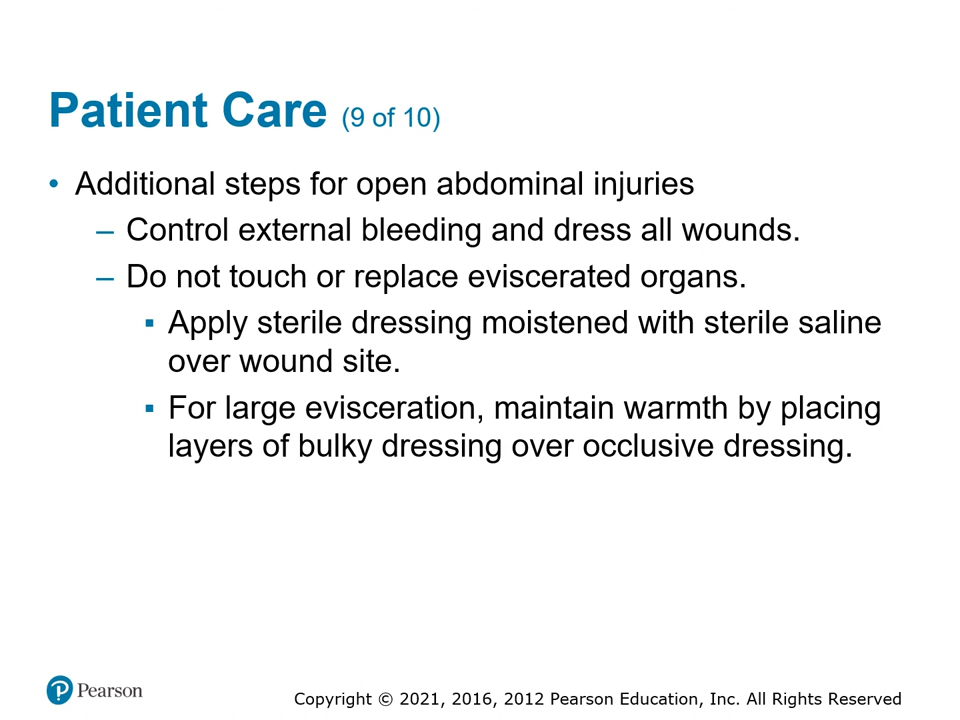 Patient Care (9 of 10)
• Additional steps for open abdominal injuries
– Control external bleeding and dress all wounds.
– Do not touch or replace eviscerated organs.
▪ Apply sterile dressing moistened with sterile saline
over wound site.
▪ For large evisceration, maintain warmth by placing
layers of bulky dressing over occlusive dressing.
P Pearson
Copyright © 2021, 2016, 2012 Pearson Education, Inc. All Rights Reserved